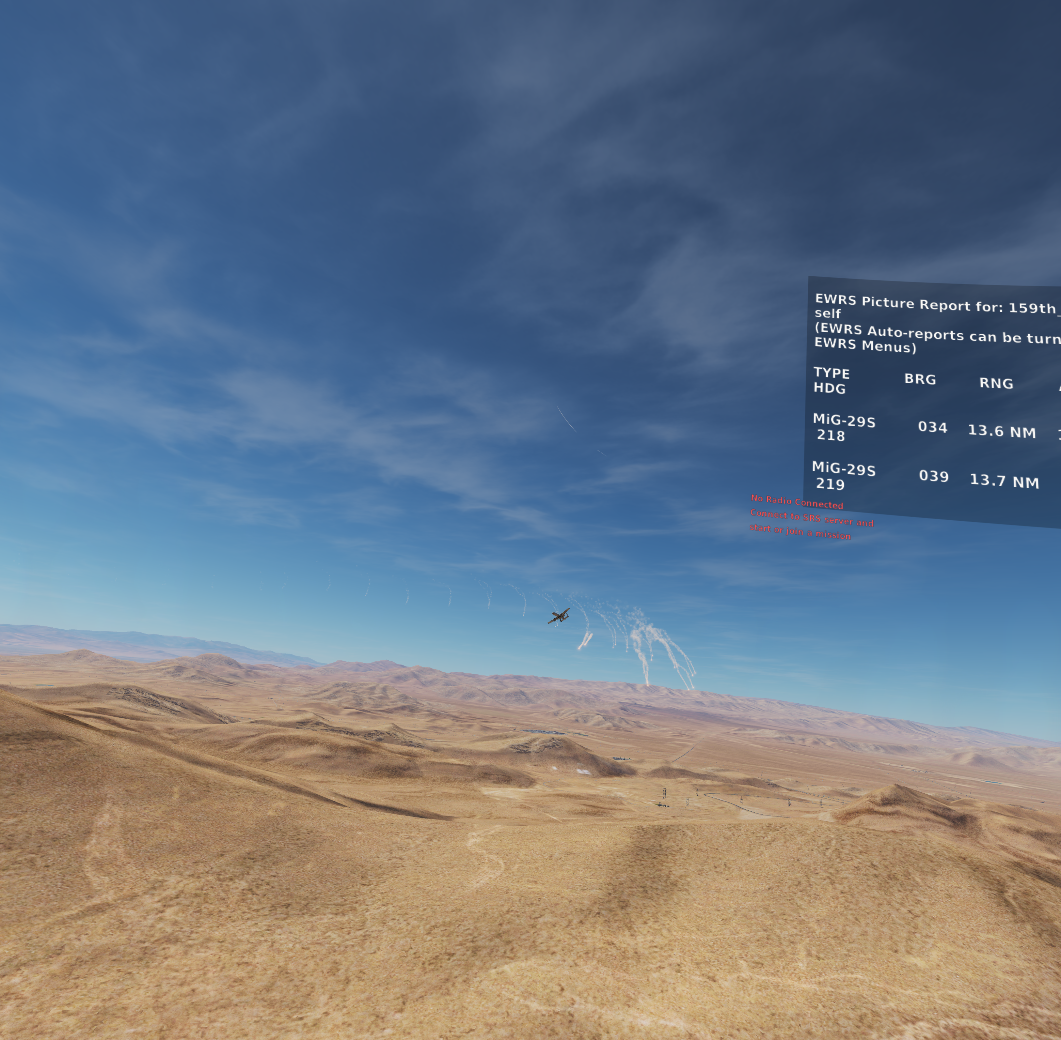 EWRS Picture Report for: 159th_
self
(EWRS Auto-reports can be turn
EWRS Menus)
TYPE BRG RNG
HDG
MiG-29S 034 13.6 NM
218
MiG-29S 039 13.7 NM
219
No Radio Connected
Connect to SRS Server and